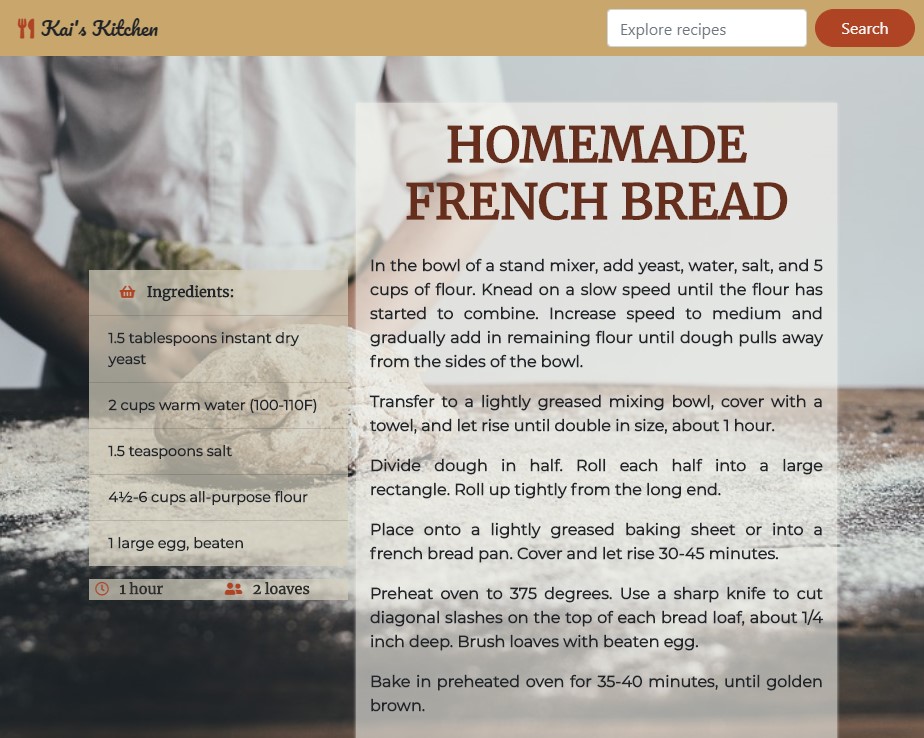 Kai's Kitchen
Explore recipes
Search
HOMEMADE
FRENCH BREAD
Ingredients:
1.5 tablespoons instant dry
yeast
2 cups warm water (100-110F)
1.5 teaspoons salt
4½-6 cups all-purpose flour
1 large egg, beaten
1 hour
2 loaves
In the bowl of a stand mixer, add yeast, water, salt, and 5
cups of flour. Knead on a slow speed until the flour has
started to combine. Increase speed to medium and
gradually add in remaining flour until dough pulls away
from the sides of the bowl.
Transfer to a lightly greased mixing bowl, cover with a
towel, and let rise until double in size, about 1 hour.
Divide dough in half. Roll each half into a large
rectangle. Roll up tightly from the long end.
Place onto a lightly greased baking sheet or into a
french bread pan. Cover and let rise 30-45 minutes.
Preheat oven to 375 degrees. Use a sharp knife to cut
diagonal slashes on the top of each bread loaf, about 1/4
inch deep. Brush loaves with beaten egg.
Bake in preheated oven for 35-40 minutes, until golden
brown.